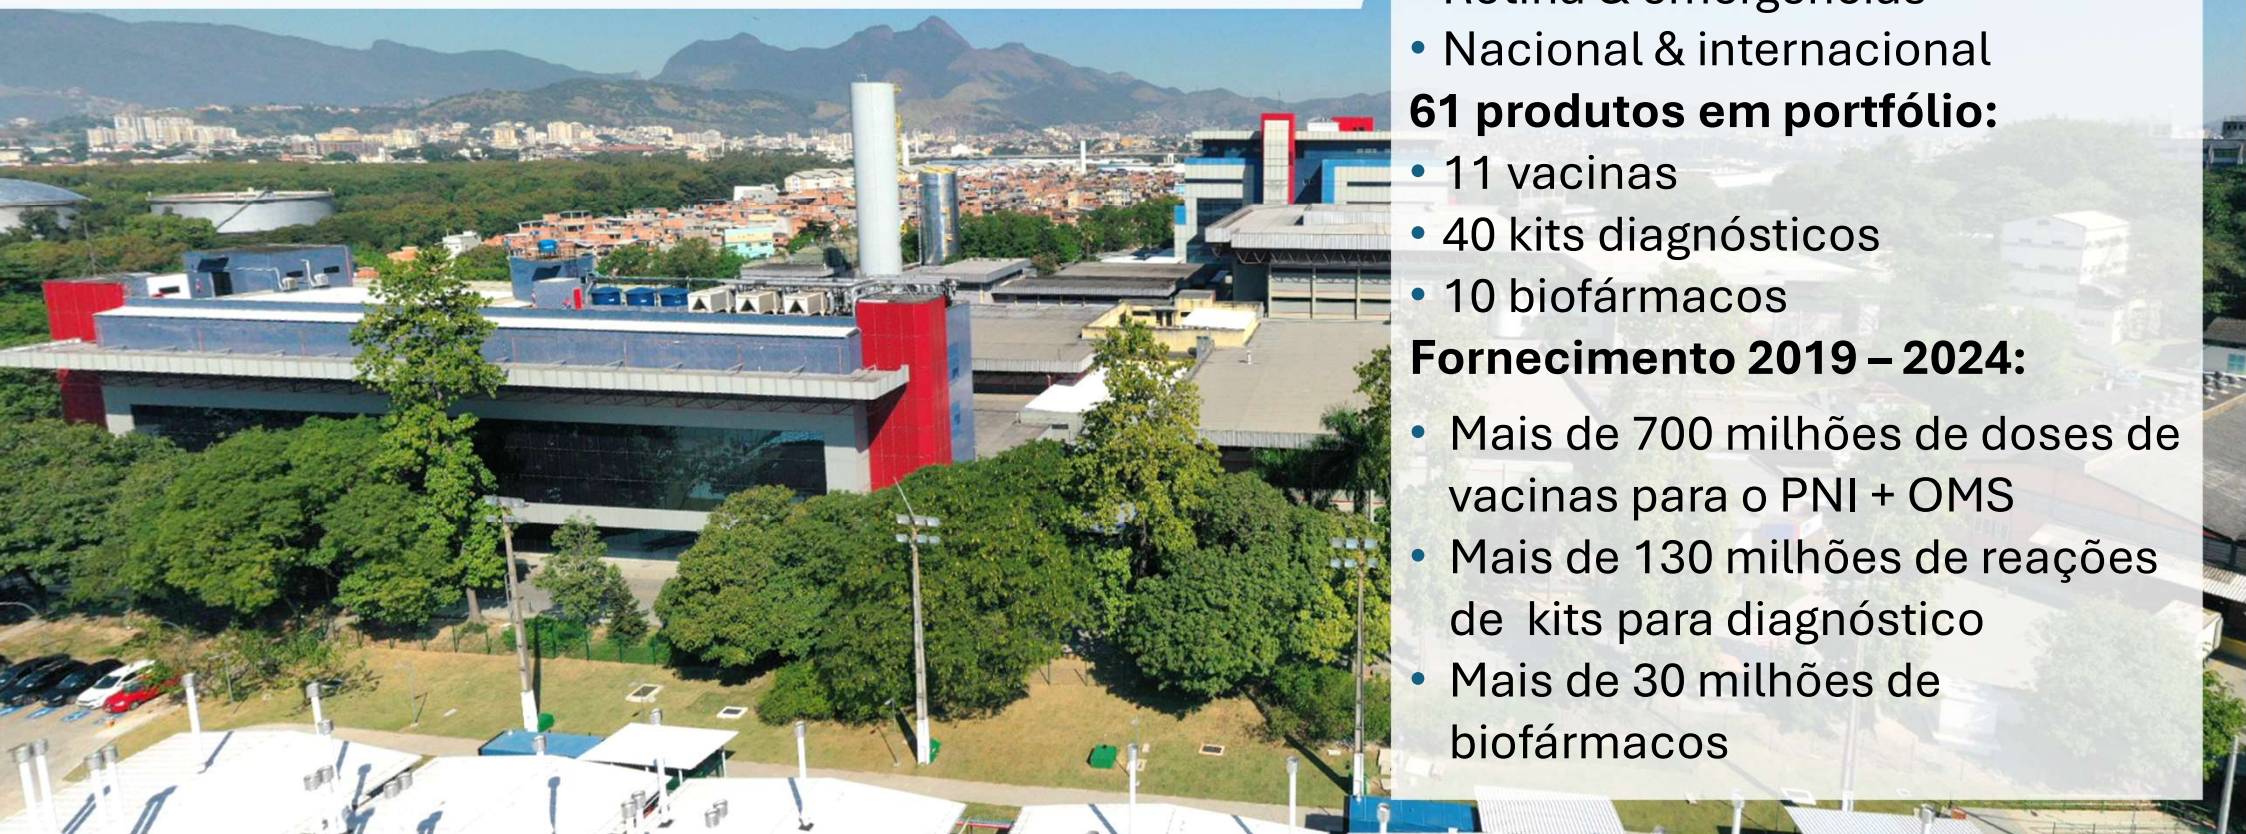 • Nacional & internacional
61 produtos em portfólio:
• 11 vacinas
• 40 kits diagnósticos
• 10 biofármacos
Fornecimento 2019 – 2024:
• Mais de 700 milhões de doses de
vacinas para o PNI + OMS
• Mais de 130 milhões de reações
de  kits para diagnóstico
• Mais de 30 milhões de
biofármacos